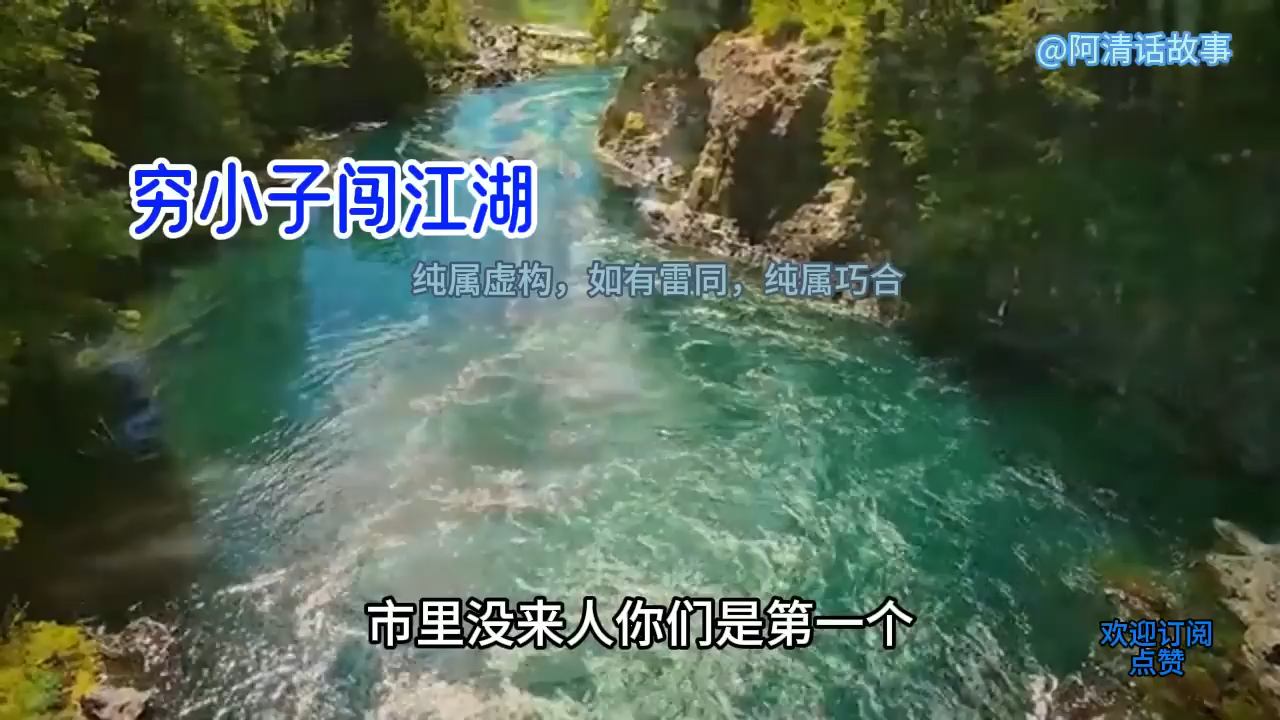 @阿清话故事
穷小子闯江湖
纯属虚构，如有雷同，纯属巧合
市里没来人你们是第一个
欢迎订阅
点赞